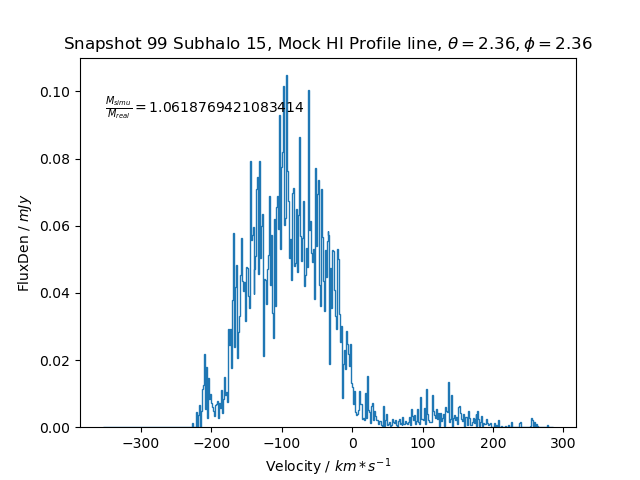 Snapshot 99 Subhalo 15, Mock HI Profile line, θ = 2.36, ϕ = 2.36
M_simu/M_real = 1.0618769421083414
FluxDen / mJy
0.10
0.08
0.06
0.04
0.02
0.00
−300 −200 −100 0 100 200 300
Velocity / km * s⁻¹